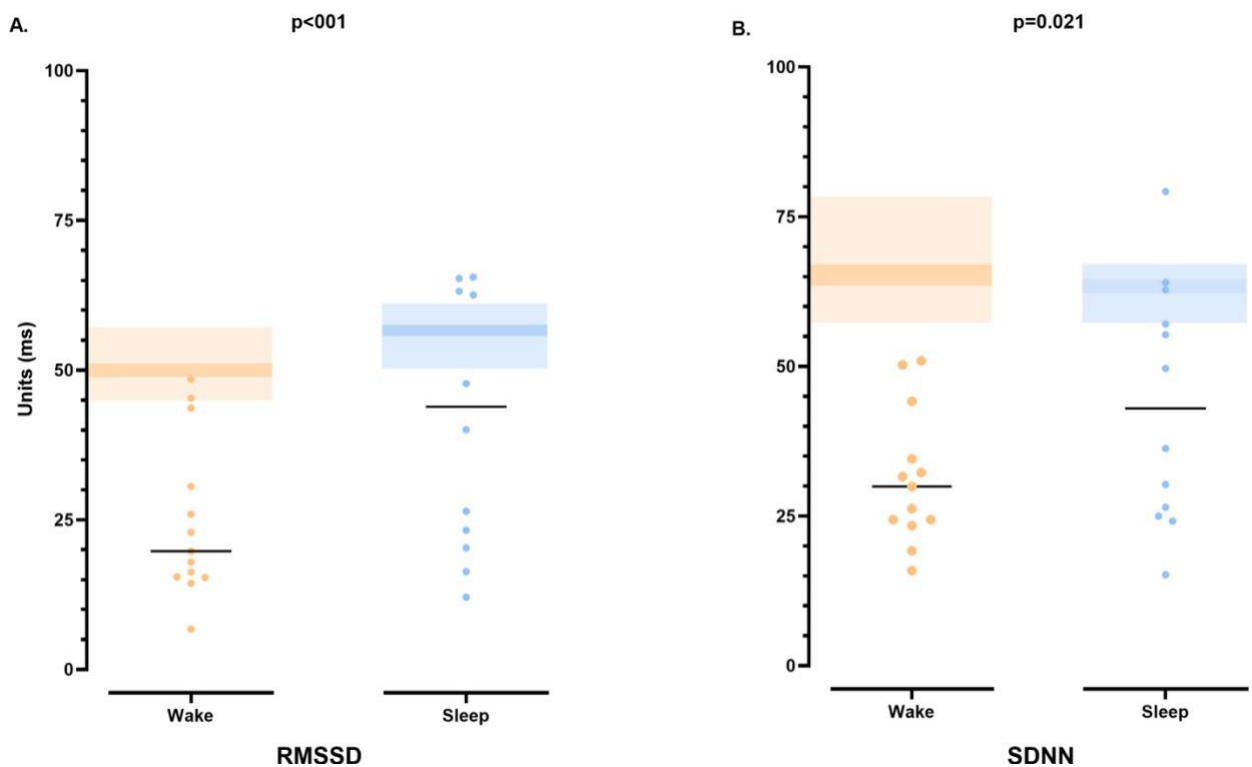 A.
p<001
100
75
50
25
0
Units (ms)
Wake
Sleep
RMSSD
B.
p=0.021
100
75
50
25
0
Wake
Sleep
SDNN